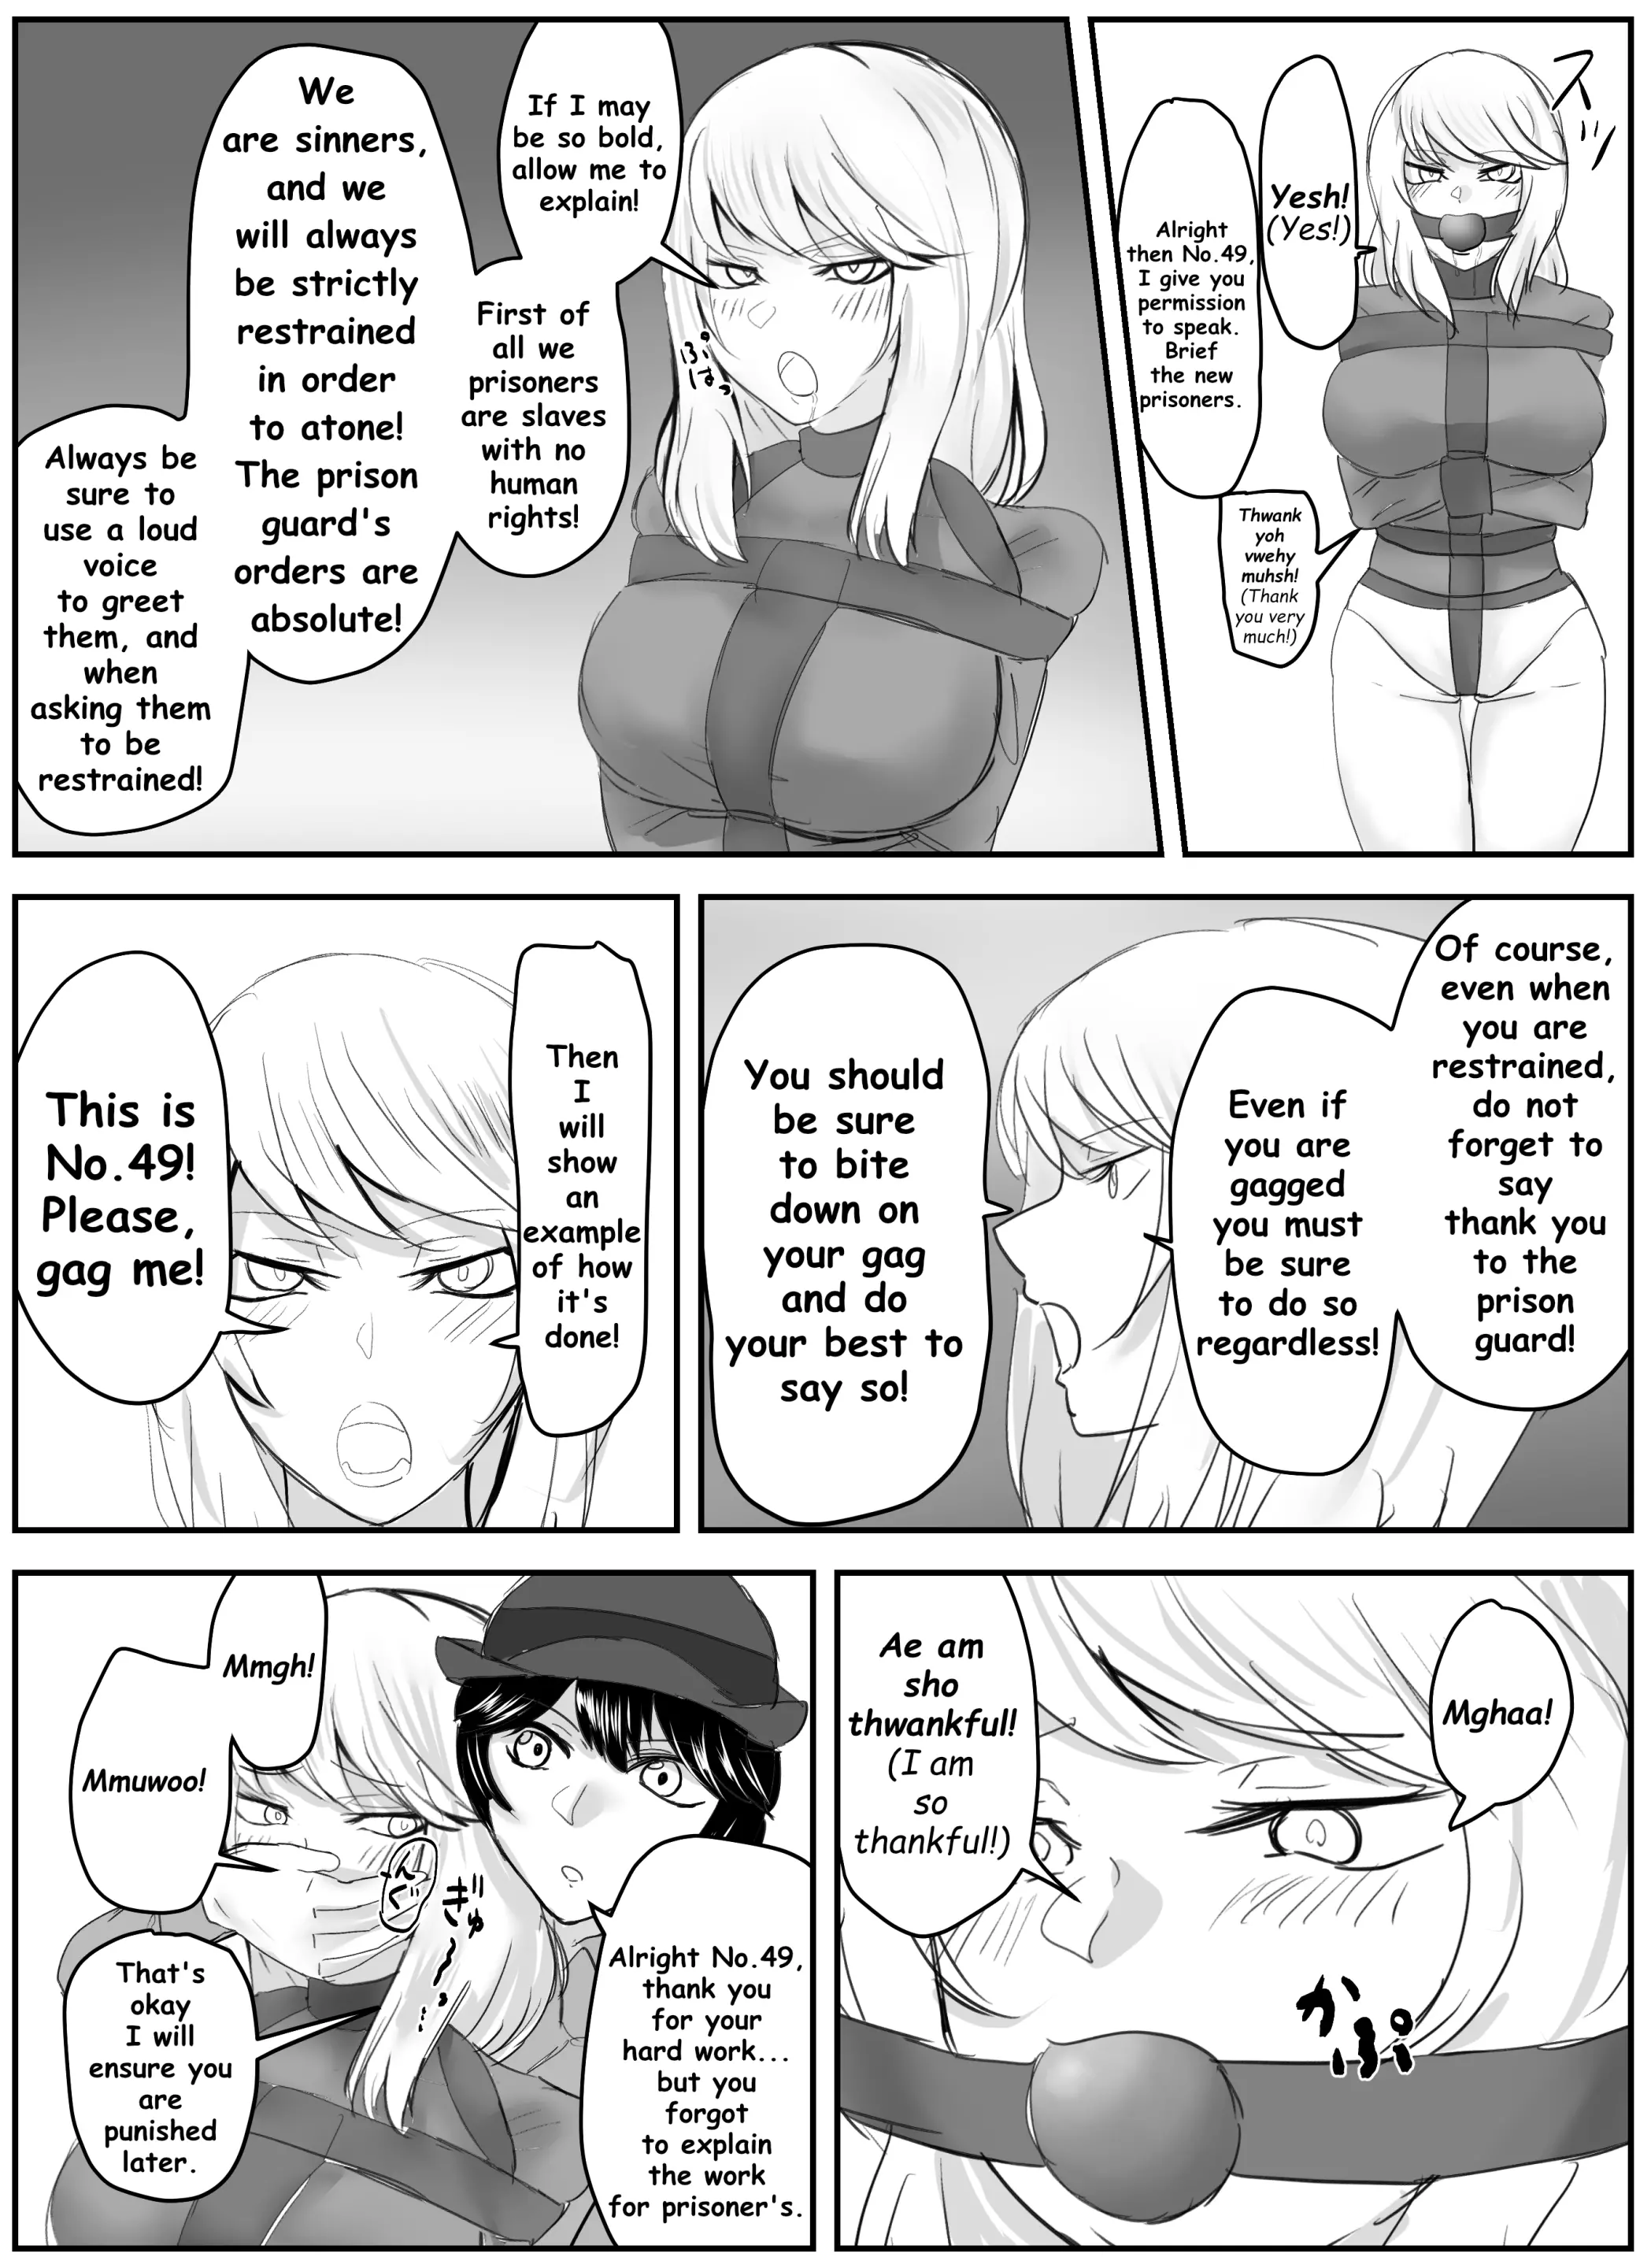 スッ
Alright
then No.49,
I give you
permission
to speak.
Brief
the new
prisoners.
Yesh!
(Yes!)
Thwank
yoh
vwehy
muhsh!
(Thank
you very
much!)
If I may
be so bold,
allow me to
explain!
First of
all we
prisoners
are slaves
with no
human
rights!
We
are sinners,
and we
will always
be strictly
restrained
in order
to atone!
The prison
guard's
orders are
absolute!
Always be
sure to
use a loud
voice
to greet
them, and
when
asking them
to be
restrained!
Of course,
even when
you are
restrained,
do not
forget to
say
thank you
to the
prison
guard!
Even if
you are
gagged
you must
be sure
to do so
regardless!
You should
be sure
to bite
down on
your gag
and do
your best to
say so!
Then
I
will
show
an
example
of how
it's
done!
This is
No.49!
Please,
gag me!
Mghaa!
Ae am
sho
thwankful!
(I am
so
thankful!)
かぷ
Alright No.49,
thank you
for your
hard work...
but you
forgot
to explain
the work
for prisoner's.
Mmgh!
Mmuwoo!
ぎゅ〜…
んぐ
That's
okay
I will
ensure you
are
punished
later.